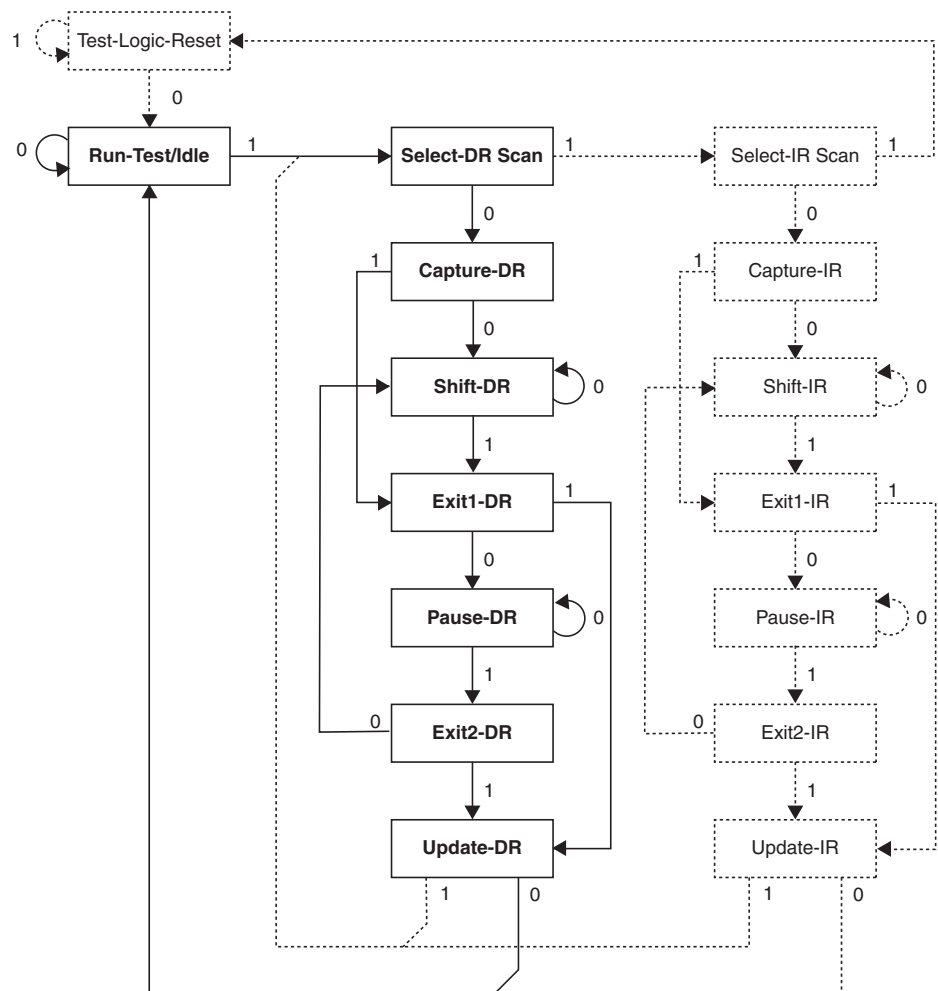 1 Test-Logic-Reset
0
0 Run-Test/Idle 1 Select-DR Scan 1 Select-IR Scan 1
0 0
1 Capture-DR 1 Capture-IR
0 0
Shift-DR 0 Shift-IR 0
1 1
Exit1-DR 1 Exit1-IR 1
0 0
Pause-DR 0 Pause-IR 0
1 1
0 Exit2-DR 0 Exit2-IR
1 1
Update-DR Update-IR
1 0 1 0